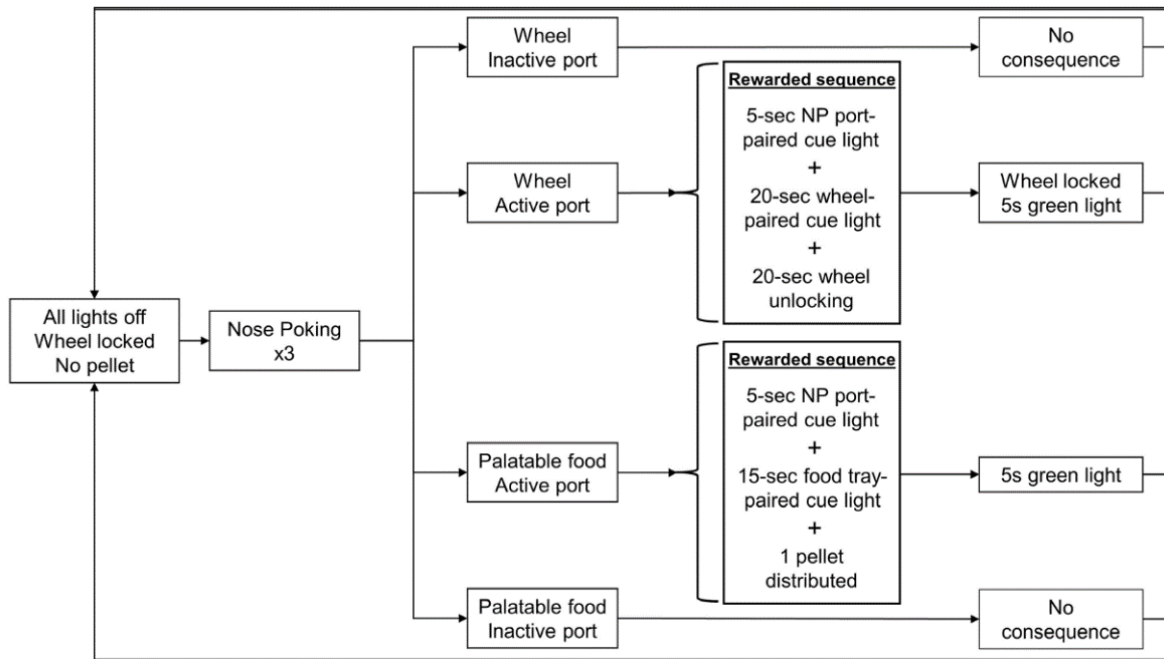 All lights off
Wheel locked
No pellet
Nose Poking
x3
Wheel
Inactive port
No
consequence
Wheel
Active port
Rewarded sequence
5-sec NP port-
paired cue light
+
20-sec wheel-
paired cue light
+
20-sec wheel
unlocking
Wheel locked
5s green light
Palatable food
Active port
Rewarded sequence
5-sec NP port-
paired cue light
+
15-sec food tray-
paired cue light
+
1 pellet
distributed
5s green light
Palatable food
Inactive port
No
consequence